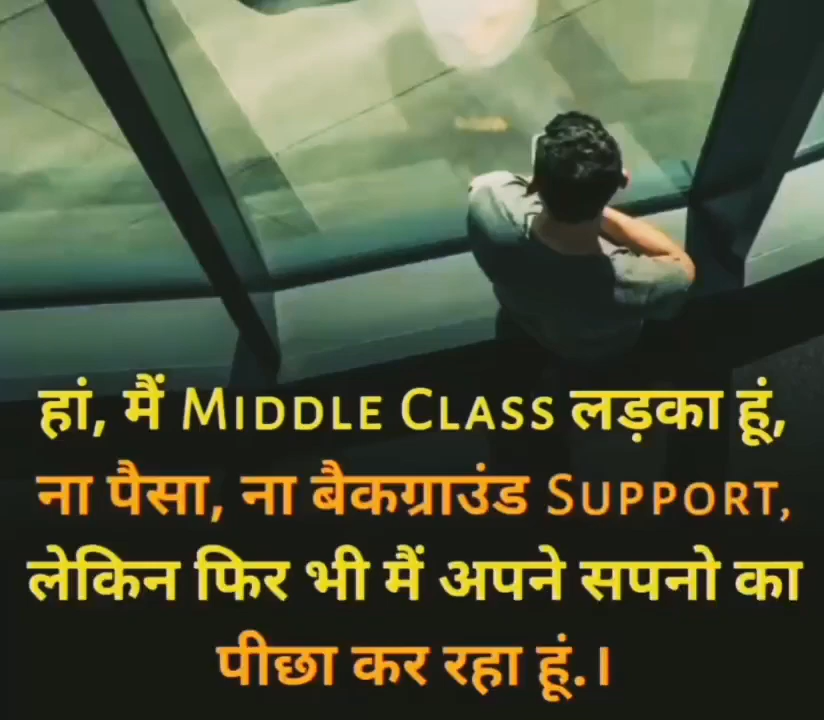 हां, मैं MIDDLE CLASS लड़का हूं,
ना पैसा, ना बैकग्राउंड SUPPORT,
लेकिन फिर भी मैं अपने सपनो का
पीछा कर रहा हूं.।